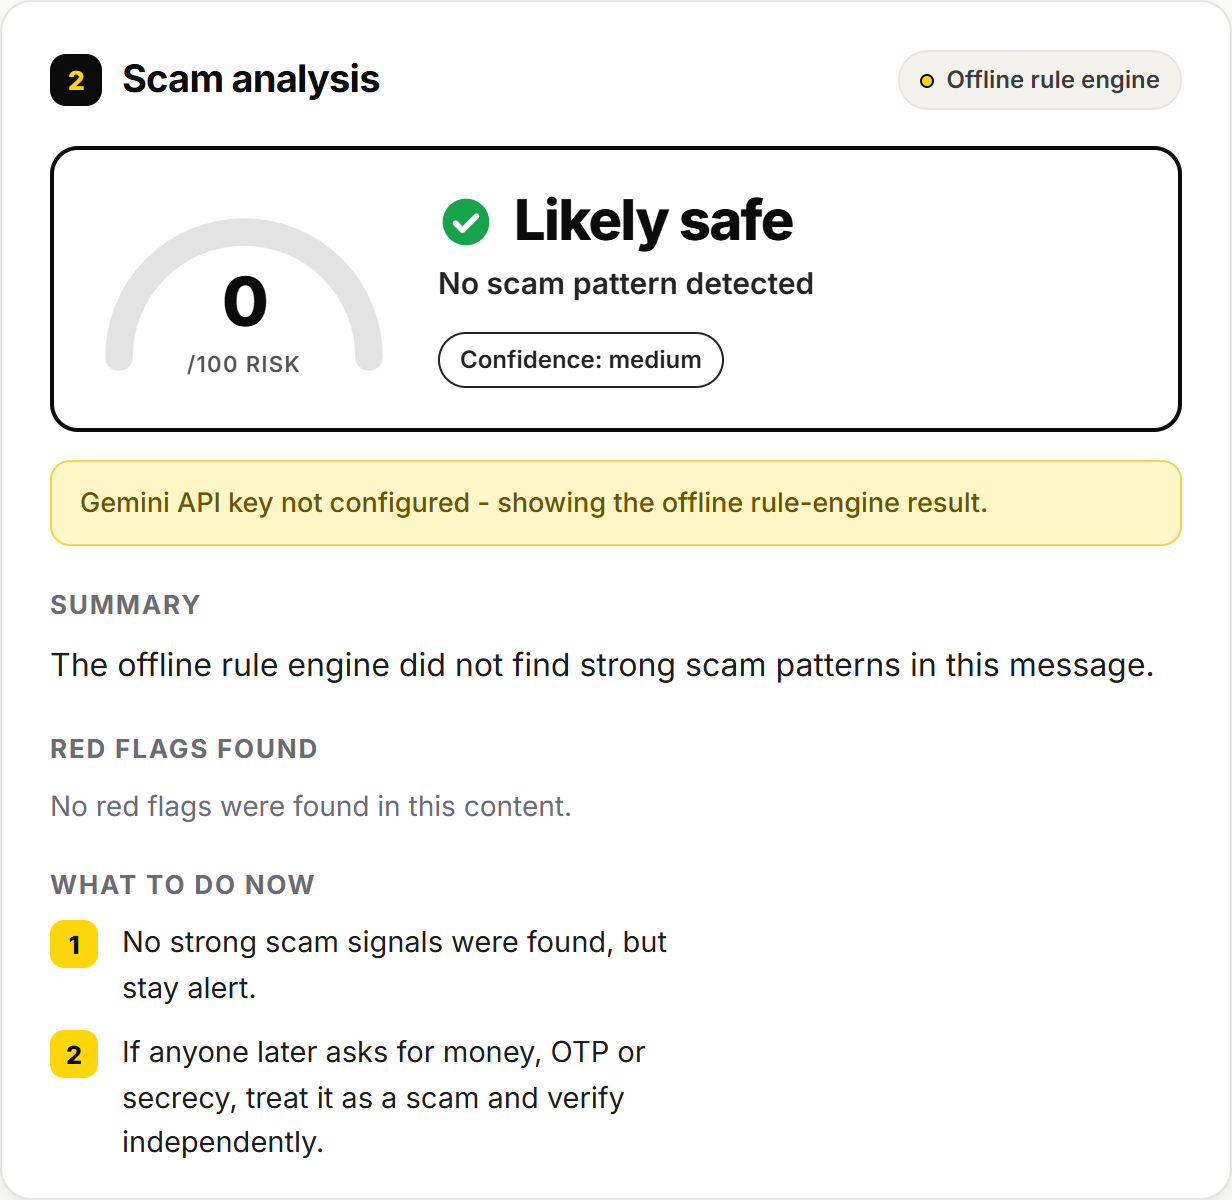 2
Scam analysis
Offline rule engine
0
/100 RISK
Likely safe
No scam pattern detected
Confidence: medium
Gemini API key not configured - showing the offline rule-engine result.
SUMMARY
The offline rule engine did not find strong scam patterns in this message.
RED FLAGS FOUND
No red flags were found in this content.
WHAT TO DO NOW
1
No strong scam signals were found, but
stay alert.
2
If anyone later asks for money, OTP or
secrecy, treat it as a scam and verify
independently.